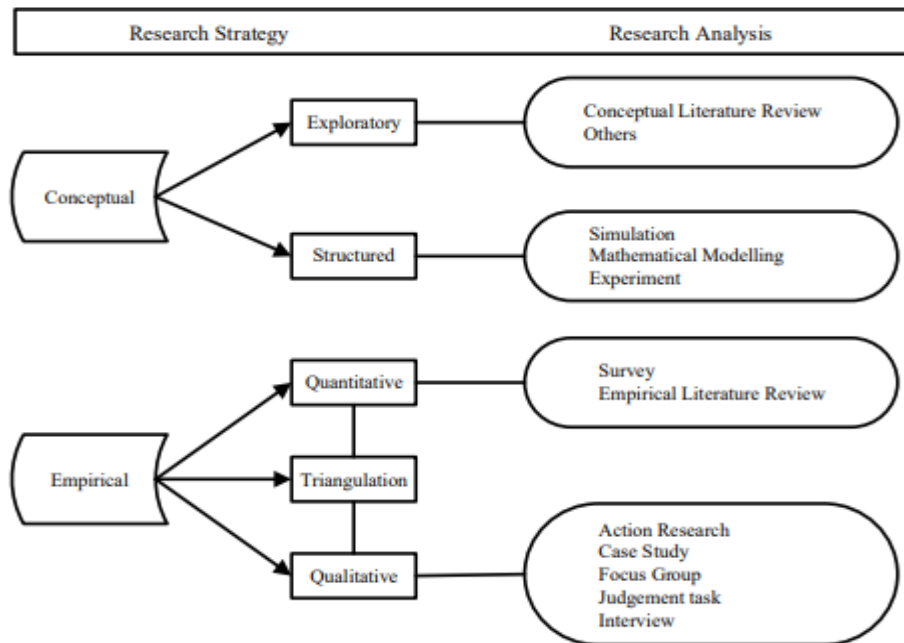 Research Strategy
Research Analysis
Conceptual
Exploratory
Conceptual Literature Review
Others
Structured
Simulation
Mathematical Modelling
Experiment
Empirical
Quantitative
Survey
Empirical Literature Review
Triangulation
Qualitative
Action Research
Case Study
Focus Group
Judgement task
Interview